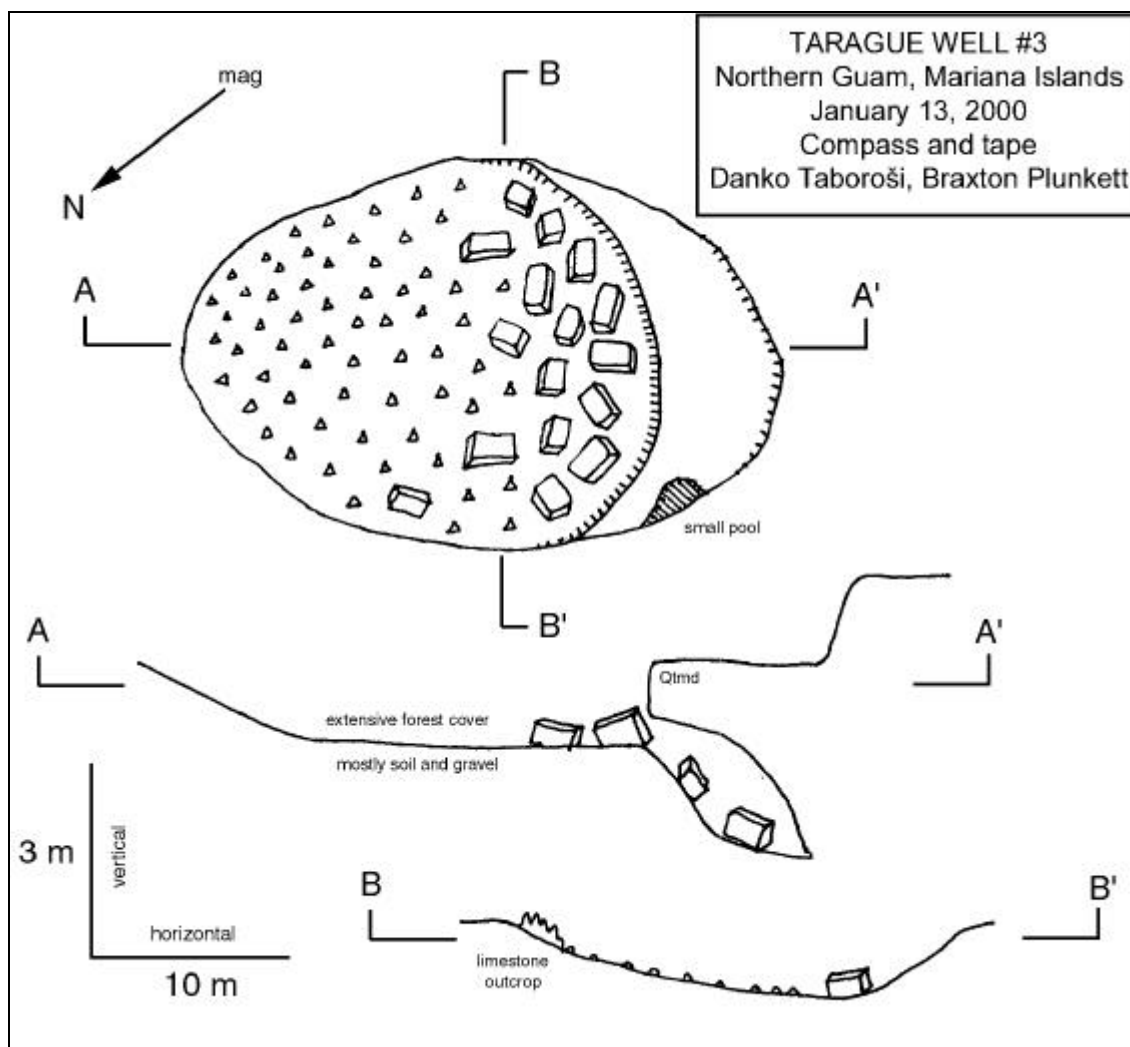 TARAGUE WELL #3
Northern Guam, Mariana Islands
January 13, 2000
Compass and tape
Danko Taboroši, Braxton Plunkett
mag
N
B
A
A'
small pool
B'
A
A'
Qtmd
extensive forest cover
mostly soil and gravel
3 m
vertical
horizontal
10 m
B
B'
limestone
outcrop